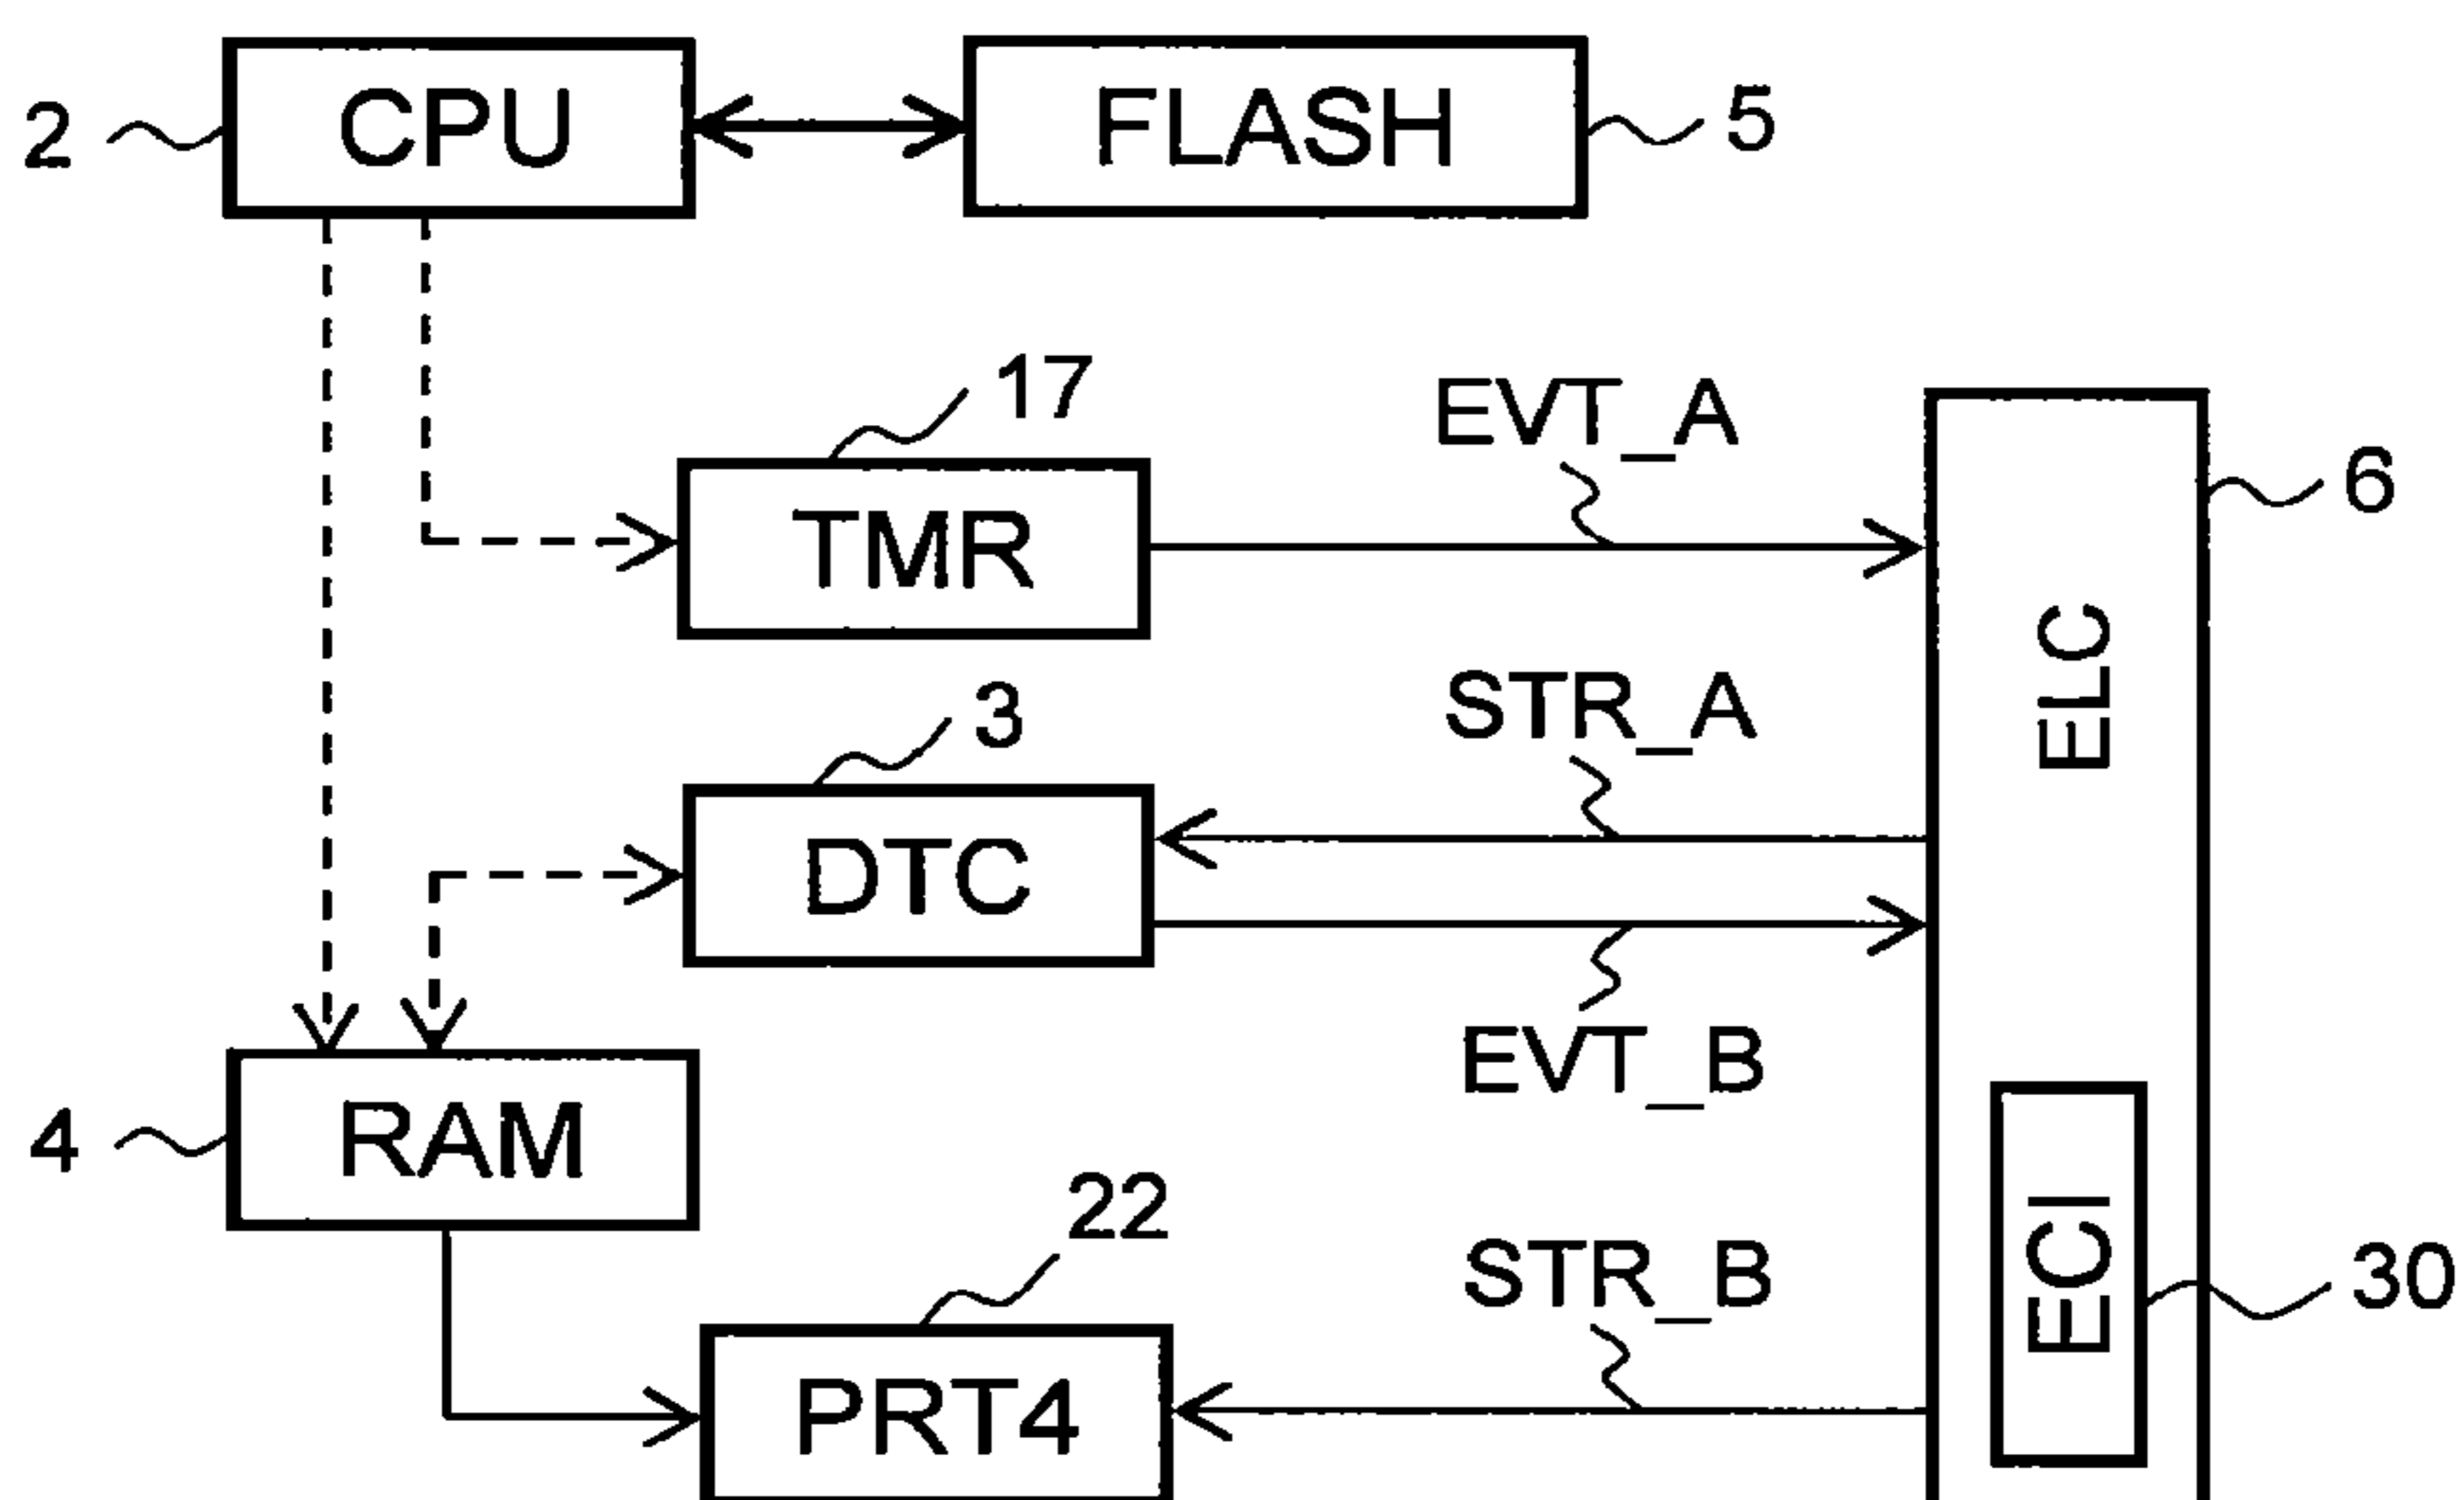 2
CPU
FLASH
5
17
EVT_A
6
TMR
ELC
3
STR_A
DTC
EVT_B
4
RAM
22
ECI
STR_B
30
PRT4